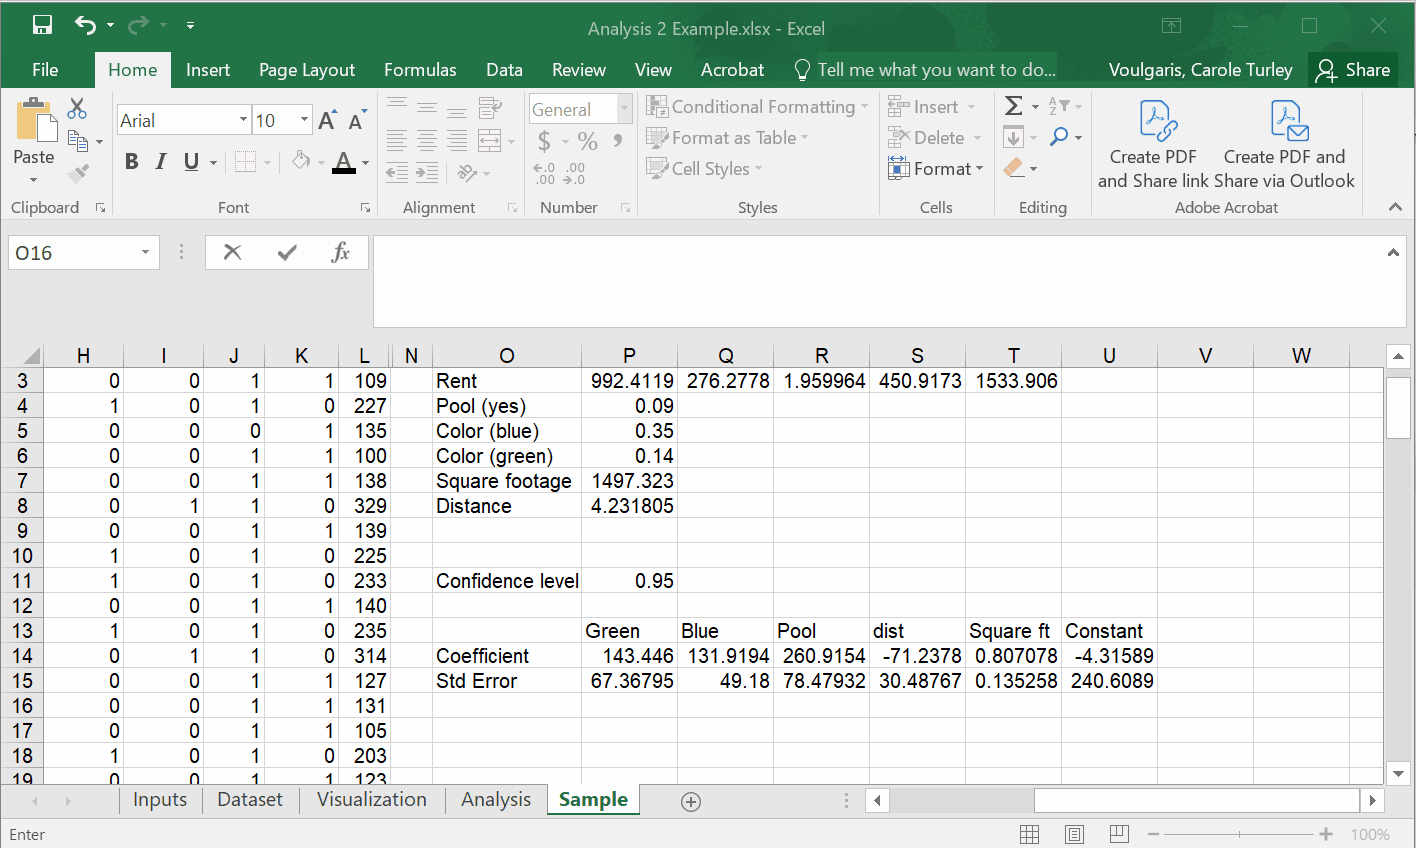 Analysis 2 Example.xlsx - Excel
File Home Insert Page Layout Formulas Data Review View Acrobat Tell me what you want to do... Voulgaris, Carole Turley Share
Paste
Clipboard
Arial 10 A A
B I U A
Font
Alignment
General
$ % ,
.0 .00
.00 .0
Number
Conditional Formatting
Format as Table
Cell Styles
Styles
Insert
Delete
Format
Cells
Σ A Z
Editing
Create PDF and Share link
Create PDF and Share via Outlook
Adobe Acrobat
O16 fx
H I J K L N O P Q R S T U V W
3 0 0 1 1 109 Rent 992.4119 276.2778 1.959964 450.9173 1533.906
4 1 0 1 0 227 Pool (yes) 0.09
5 0 0 0 1 135 Color (blue) 0.35
6 0 0 1 1 100 Color (green) 0.14
7 0 0 1 1 138 Square footage 1497.323
8 0 1 1 0 329 Distance 4.231805
9 0 0 1 1 139
10 1 0 1 0 225
11 1 0 1 0 233 Confidence level 0.95
12 0 0 1 1 140
13 1 0 1 0 235 Green Blue Pool dist Square ft Constant
14 0 1 1 0 314 Coefficient 143.446 131.9194 260.9154 -71.2378 0.807078 -4.31589
15 0 0 1 1 127 Std Error 67.36795 49.18 78.47932 30.48767 0.135258 240.6089
16 0 0 1 1 131
17 0 0 1 1 105
18 1 0 1 0 203
19 0 0 1 1 123
Inputs Dataset Visualization Analysis Sample
Enter 100%